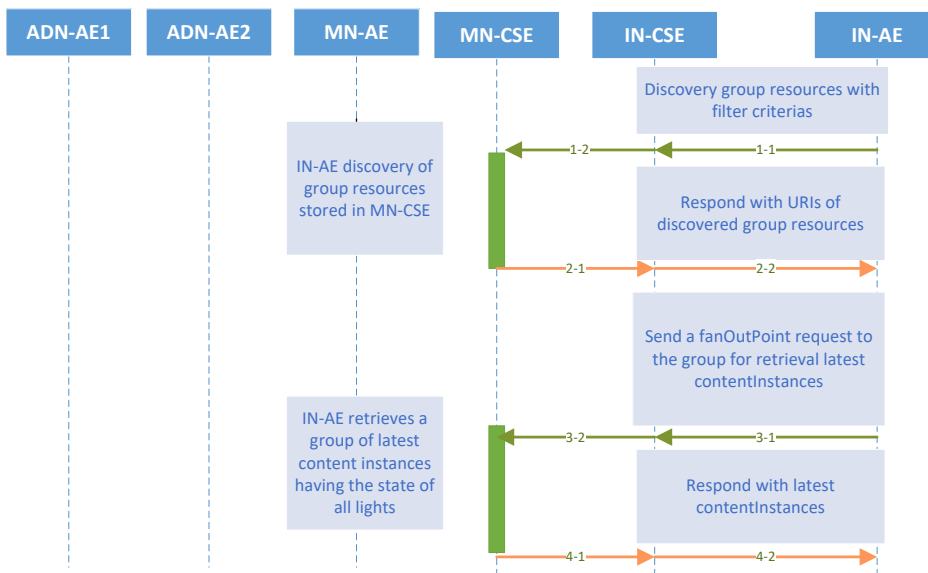 ADN-AE1
ADN-AE2
MN-AE
MN-CSE
IN-CSE
IN-AE
Discovery group resources with
filter criterias
1-2
1-1
IN-AE discovery of
group resources
stored in MN-CSE
Respond with URIs of
discovered group resources
2-1
2-2
Send a fanOutPoint request to
the group for retrieval latest
contentInstances
IN-AE retrieves a
group of latest
content instances
having the state of
all lights
3-2
3-1
Respond with latest
contentInstances
4-1
4-2